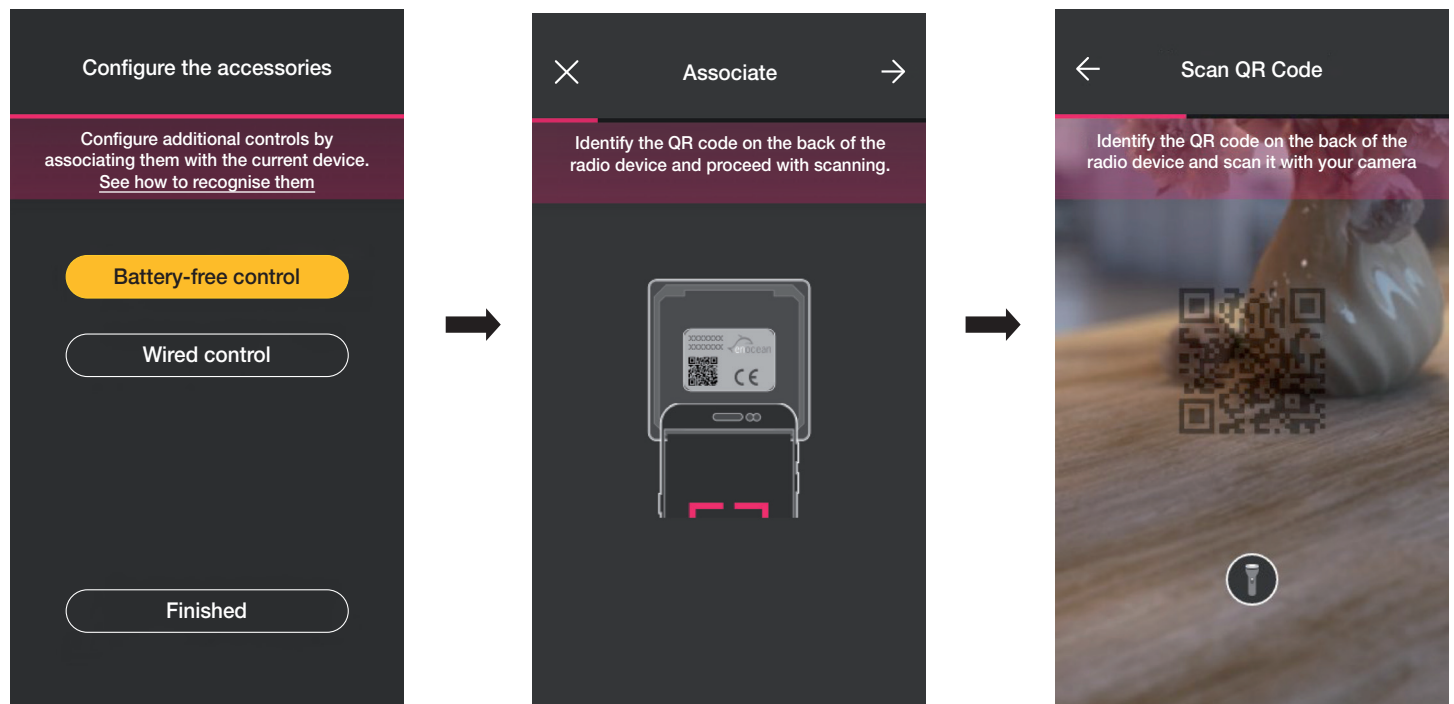 Configure the accessories
Configure additional controls by
associating them with the current device.
See how to recognise them
Battery-free control
Wired control
Finished
Associate
Identify the QR code on the back of the
radio device and proceed with scanning.
XXXXXXX
XXXXXXX
enocean
CE
Scan QR Code
Identify the QR code on the back of the
radio device and scan it with your camera